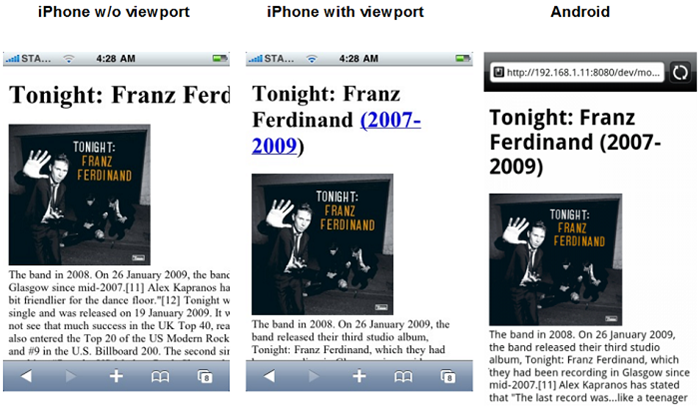 iPhone w/o viewport
iPhone with viewport
Android
STA...
4:28 AM
Tonight: Franz Ferd
TONIGHT:
FRANZ
FERDINAND
The band in 2008. On 26 January 2009, the banc
Glasgow since mid-2007.[11] Alex Kapranos ha
bit friendlier for the dance floor."[12] Tonight w
single and was released on 19 January 2009. It w
not see that much success in the UK Top 40, rea
also entered the Top 20 of the US Modern Rock
and #9 in the U.S. Billboard 200. The second sir
8
STA...
4:28 AM
Tonight: Franz
Ferdinand (2007-
2009)
TONIGHT:
FRANZ
FERDINAND
The band in 2008. On 26 January 2009, the
band released their third studio album,
Tonight: Franz Ferdinand, which they had
8
http://192.168.1.11:8080/dev/mo...
Tonight: Franz
Ferdinand (2007-
2009)
TONIGHT:
FRANZ
FERDINAND
The band in 2008. On 26 January 2009,
the band released their third studio
album, Tonight: Franz Ferdinand, which
they had been recording in Glasgow since
mid-2007.[11] Alex Kapranos has stated
that "The last record was...like a teenager